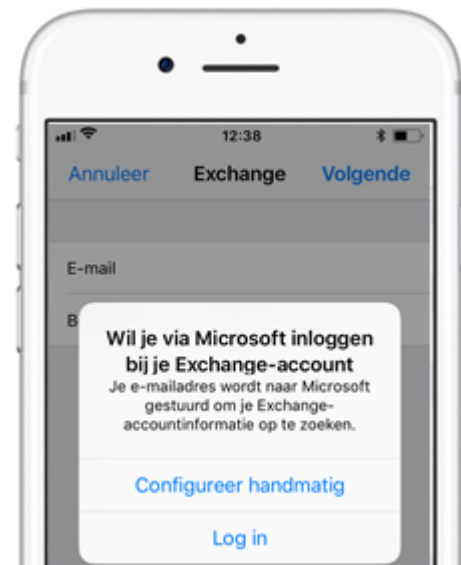 12:38
Annuleer Exchange Volgende
E-mail
B
Wil je via Microsoft inloggen
bij je Exchange-account
Je e-mailadres wordt naar Microsoft
gestuurd om je Exchange-
accountinformatie op te zoeken.
Configureer handmatig
Log in